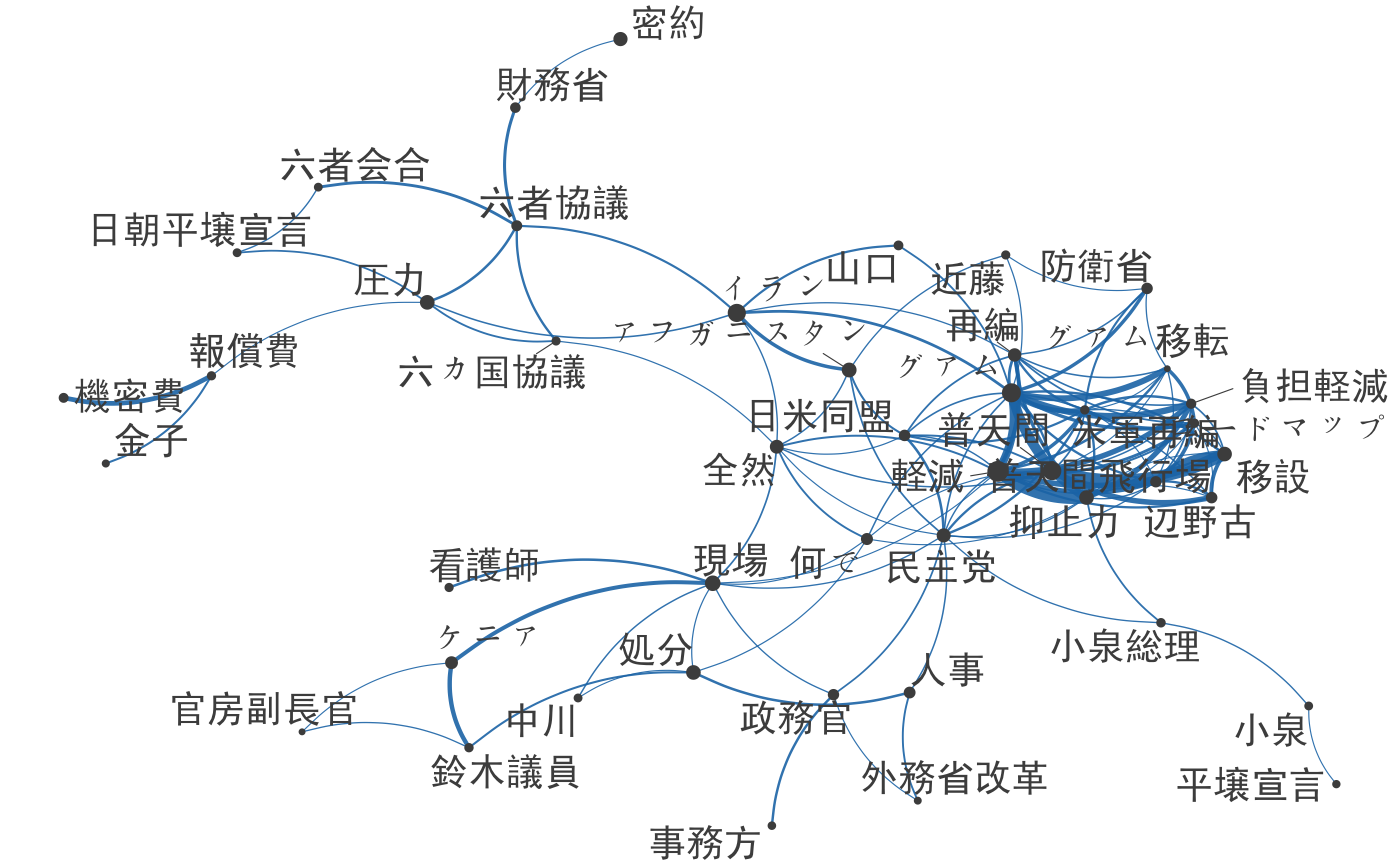 密約
財務省
六者会合
六者協議
日朝平壌宣言
圧力
山口
近藤
防衛省
イラン
アフガニスタン
再編
グアム
移転
報償費
六カ国協議
グアム
負担軽減
機密費
金子
日米同盟
普天間
米軍再編
ードマップ
全然
軽減
普天間飛行場
移設
抑止力
辺野古
看護師
現場
何で
民主党
ケニア
処分
小泉総理
人事
官房副長官
中川
政務官
小泉
鈴木議員
外務省改革
平壌宣言
事務方